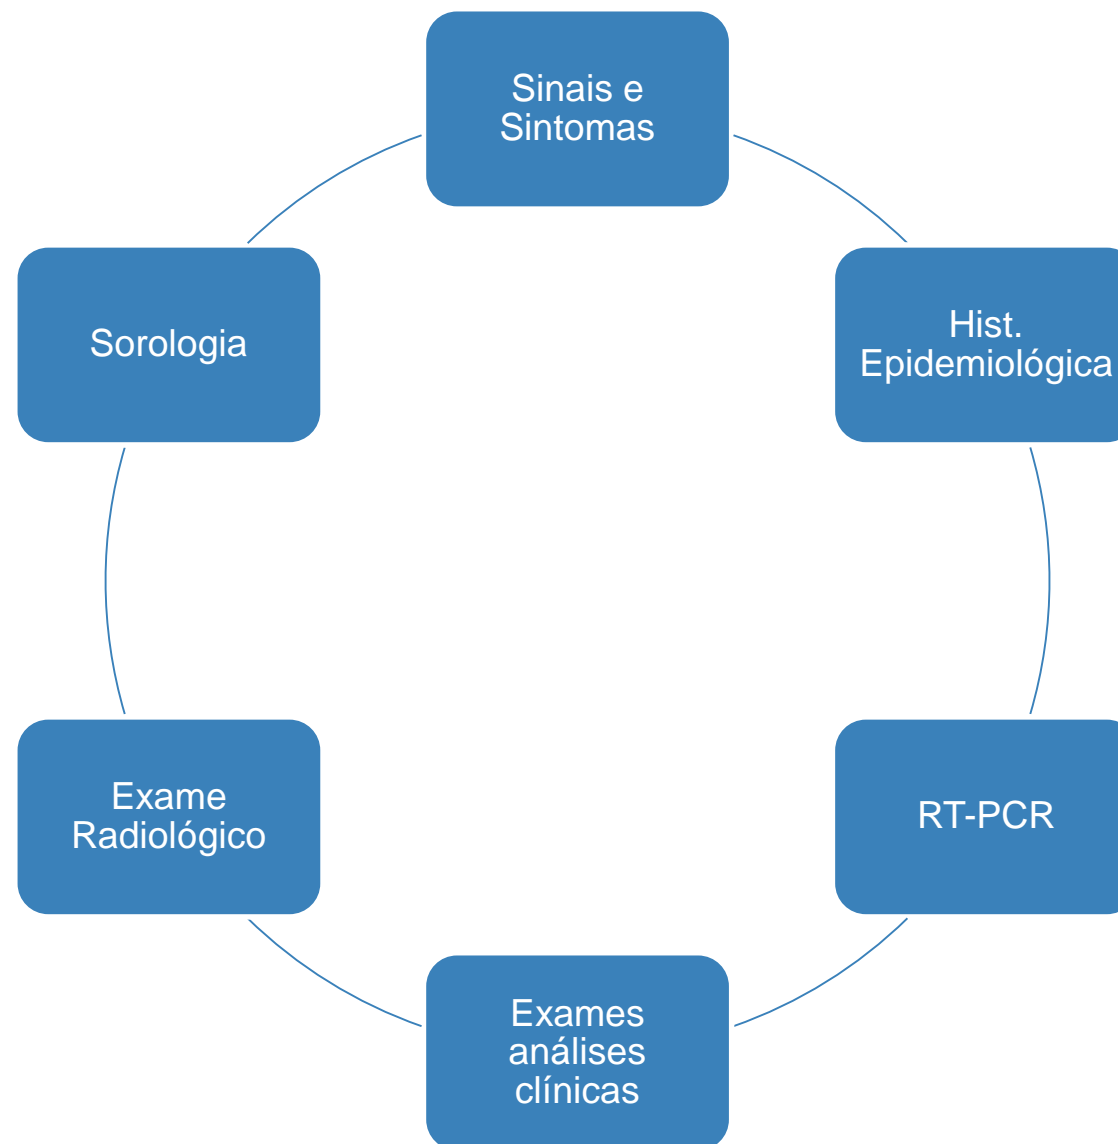 Sinais e
Sintomas
Hist.
Epidemiológica
RT-PCR
Exames
análises
clínicas
Exame
Radiológico
Sorologia